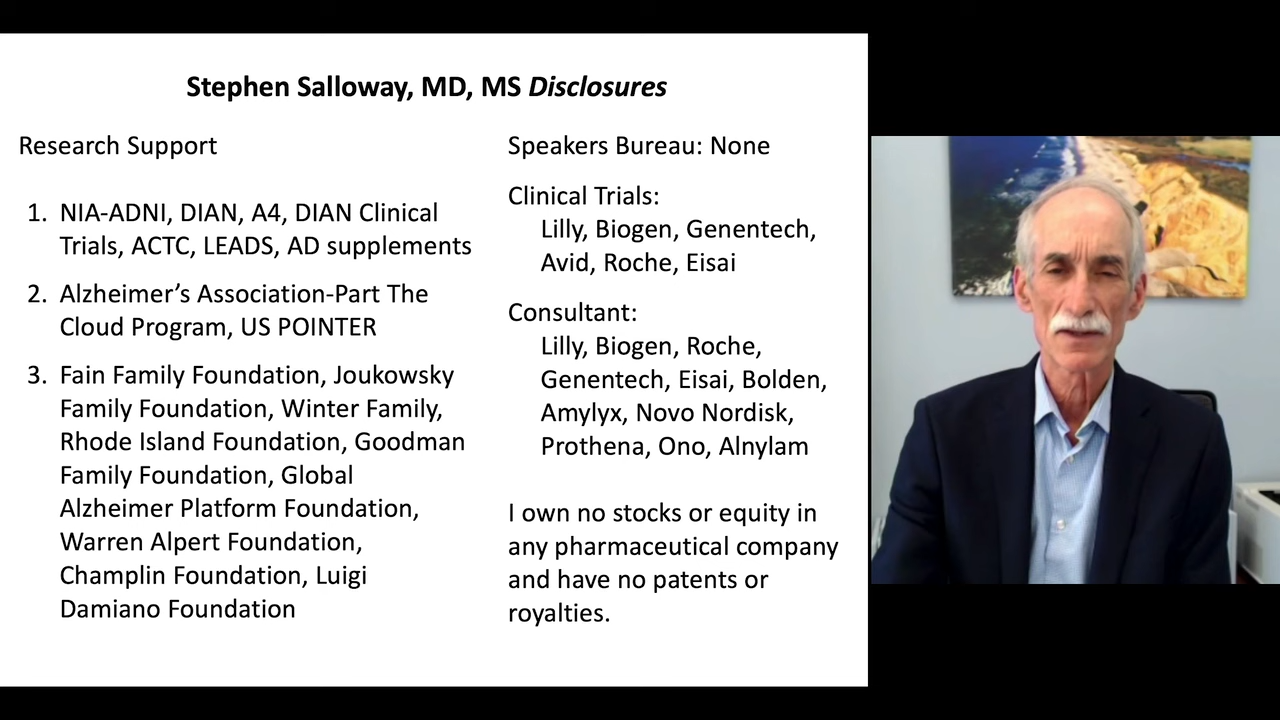 Stephen Salloway, MD, MS Disclosures
Research Support
1. NIA-ADNI, DIAN, A4, DIAN Clinical
Trials, ACTC, LEADS, AD supplements
2. Alzheimer’s Association-Part The
Cloud Program, US POINTER
3. Fain Family Foundation, Joukowsky
Family Foundation, Winter Family,
Rhode Island Foundation, Goodman
Family Foundation, Global
Alzheimer Platform Foundation,
Warren Alpert Foundation,
Champlin Foundation, Luigi
Damiano Foundation
Speakers Bureau: None
Clinical Trials:
Lilly, Biogen, Genentech,
Avid, Roche, Eisai
Consultant:
Lilly, Biogen, Roche,
Genentech, Eisai, Bolden,
Amylyx, Novo Nordisk,
Prothena, Ono, Alnylam
I own no stocks or equity in
any pharmaceutical company
and have no patents or
royalties.